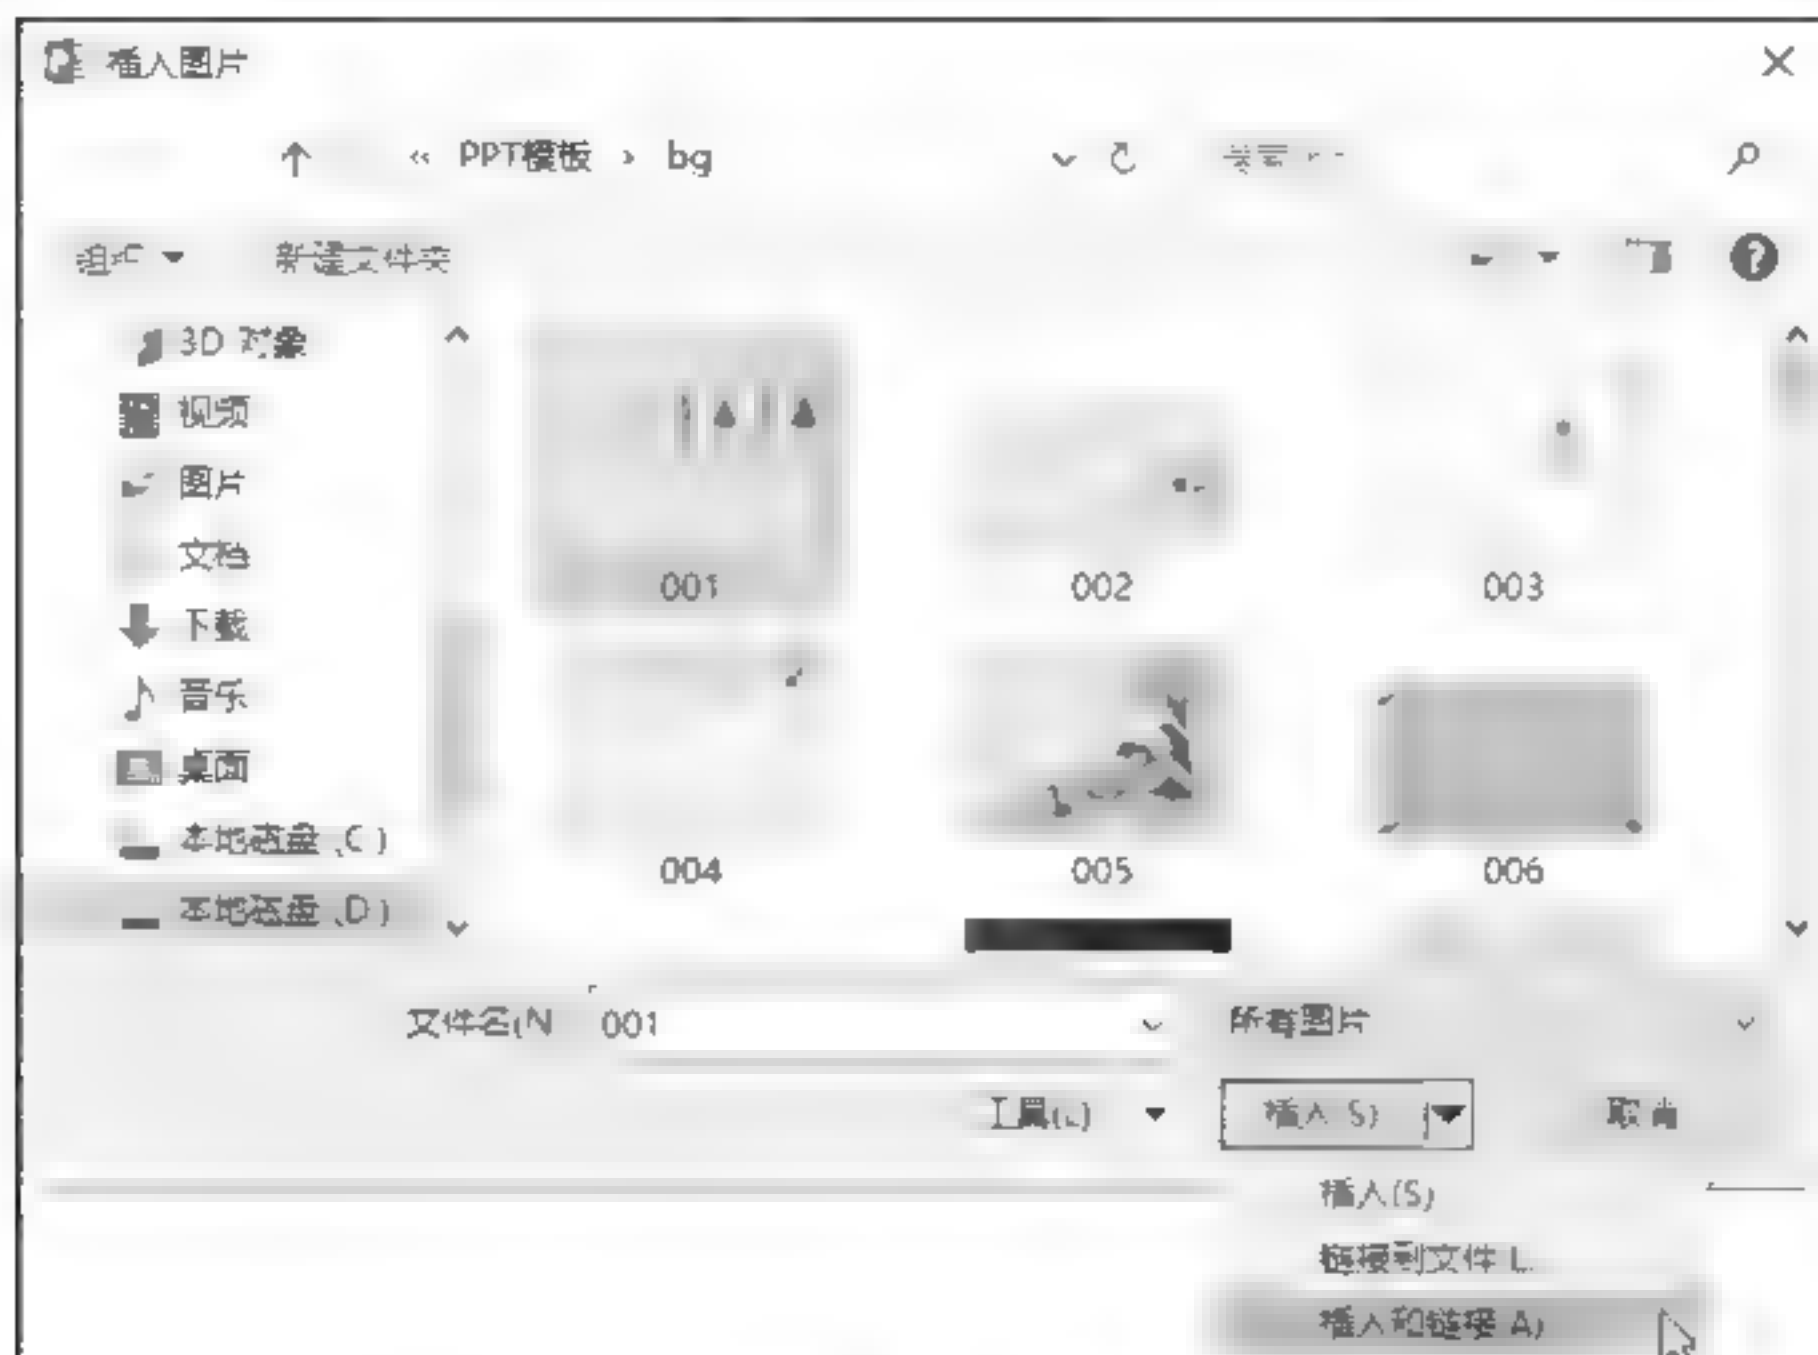 插入图片
« PPT模板 › bg
新建文件夹
3D 对象
视频
图片
文档
下载
音乐
桌面
本地磁盘 (C)
本地磁盘 (D)
001
002
003
004
005
006
文件名(N
001
所有图片
工具(L)
插入(S)
取消
插入(S)
链接到文件(L
插入和链接(A)